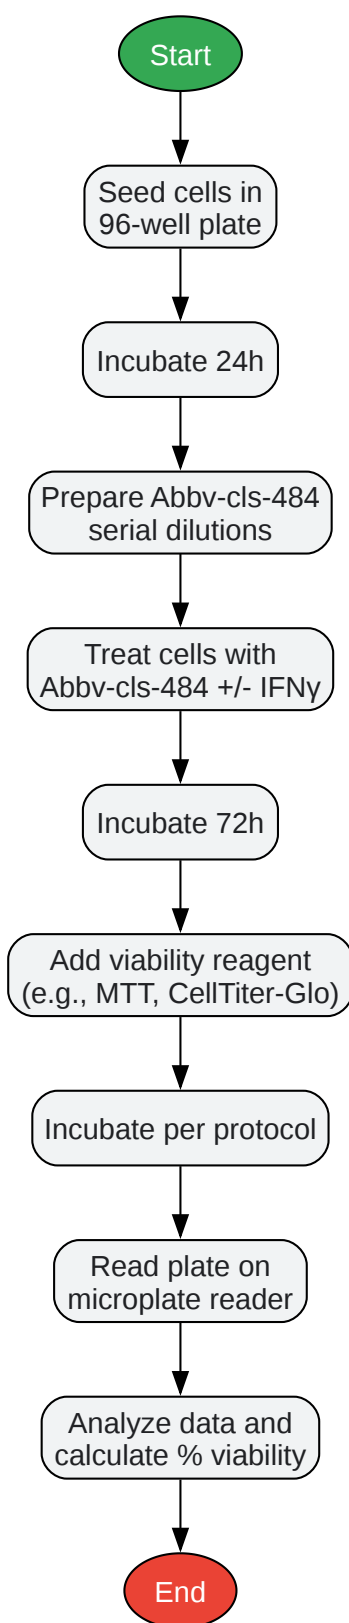 Start
Seed cells in
96-well plate
Incubate 24h
Prepare Abbv-cls-484
serial dilutions
Treat cells with
Abbv-cls-484 +/- IFNγ
Incubate 72h
Add viability reagent
(e.g., MTT, CellTiter-Glo)
Incubate per protocol
Read plate on
microplate reader
Analyze data and
calculate % viability
End